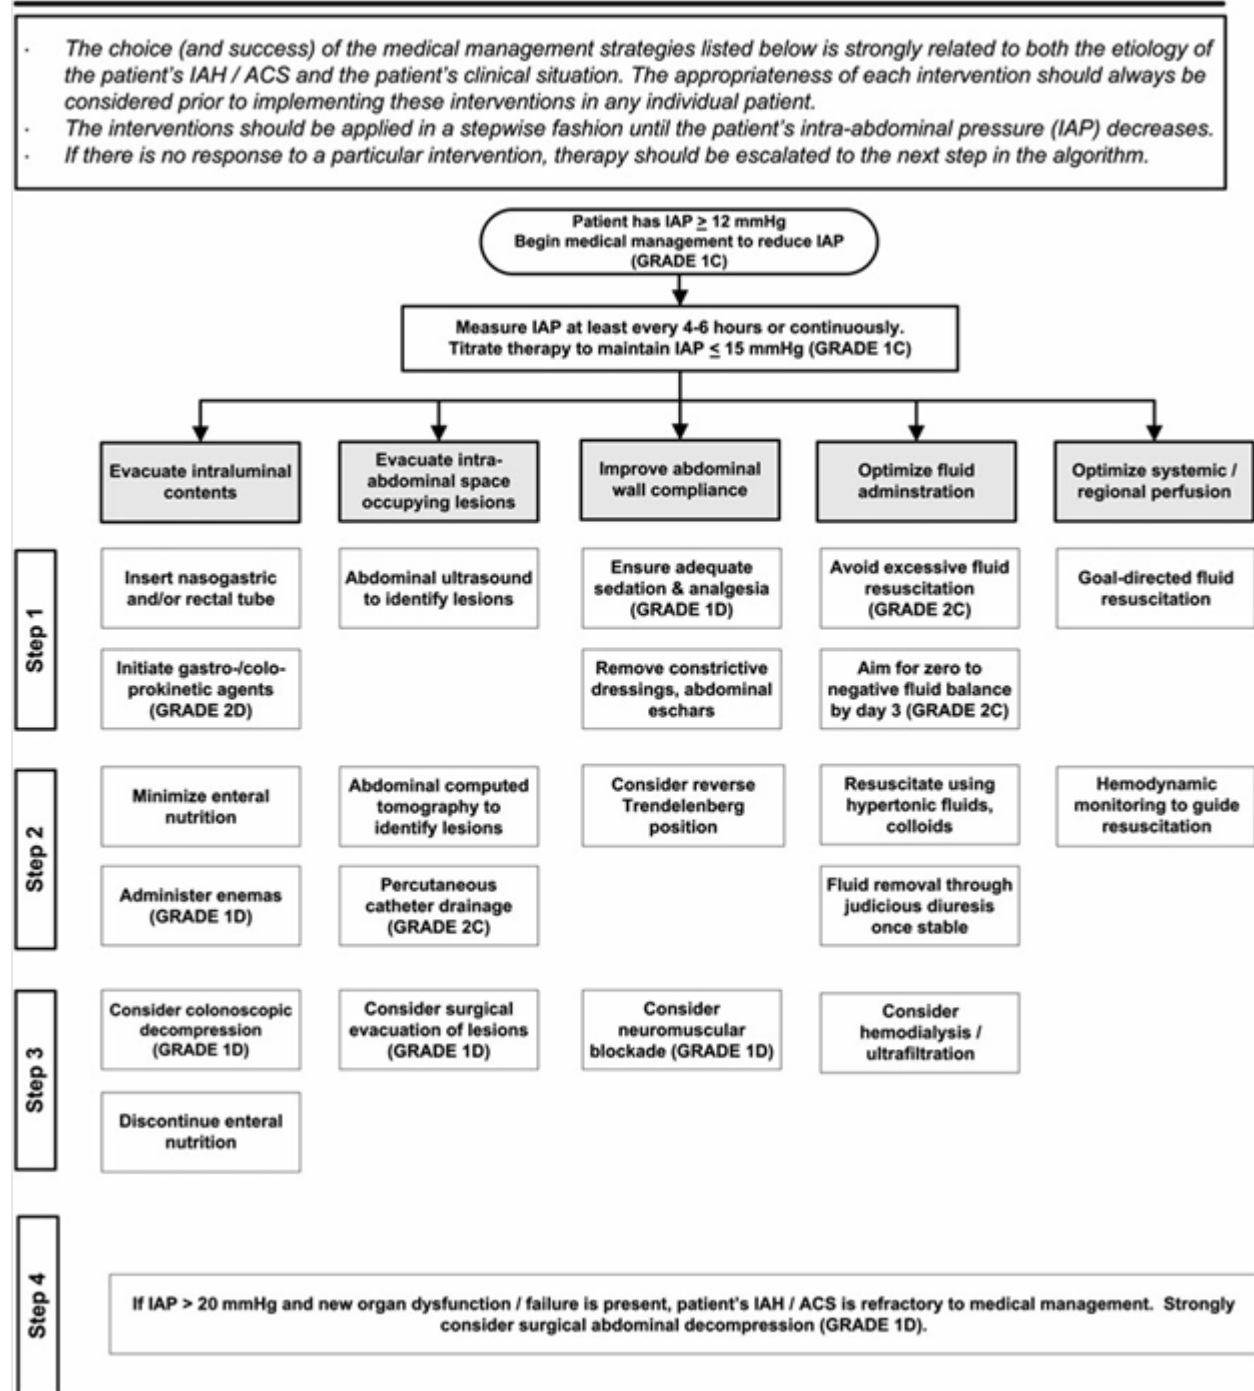 · The choice (and success) of the medical management strategies listed below is strongly related to both the etiology of
the patient's IAH / ACS and the patient's clinical situation. The appropriateness of each intervention should always be
considered prior to implementing these interventions in any individual patient.
· The interventions should be applied in a stepwise fashion until the patient's intra-abdominal pressure (IAP) decreases.
· If there is no response to a particular intervention, therapy should be escalated to the next step in the algorithm.
Patient has IAP ≥ 12 mmHg
Begin medical management to reduce IAP
(GRADE 1C)
Measure IAP at least every 4-6 hours or continuously.
Titrate therapy to maintain IAP ≤ 15 mmHg (GRADE 1C)
Evacuate intraluminal
contents
Evacuate intra-
abdominal space
occupying lesions
Improve abdominal
wall compliance
Optimize fluid
adminstration
Optimize systemic /
regional perfusion
Step 1
Insert nasogastric
and/or rectal tube
Abdominal ultrasound
to identify lesions
Ensure adequate
sedation & analgesia
(GRADE 1D)
Avoid excessive fluid
resuscitation
(GRADE 2C)
Goal-directed fluid
resuscitation
Initiate gastro-/colo-
prokinetic agents
(GRADE 2D)
Remove constrictive
dressings, abdominal
eschars
Aim for zero to
negative fluid balance
by day 3 (GRADE 2C)
Step 2
Minimize enteral
nutrition
Abdominal computed
tomography to
identify lesions
Consider reverse
Trendelenberg
position
Resuscitate using
hypertonic fluids,
colloids
Hemodynamic
monitoring to guide
resuscitation
Administer enemas
(GRADE 1D)
Percutaneous
catheter drainage
(GRADE 2C)
Fluid removal through
judicious diuresis
once stable
Step 3
Consider colonoscopic
decompression
(GRADE 1D)
Consider surgical
evacuation of lesions
(GRADE 1D)
Consider
neuromuscular
blockade (GRADE 1D)
Consider
hemodialysis /
ultrafiltration
Discontinue enteral
nutrition
Step 4
If IAP > 20 mmHg and new organ dysfunction / failure is present, patient's IAH / ACS is refractory to medical management. Strongly
consider surgical abdominal decompression (GRADE 1D).